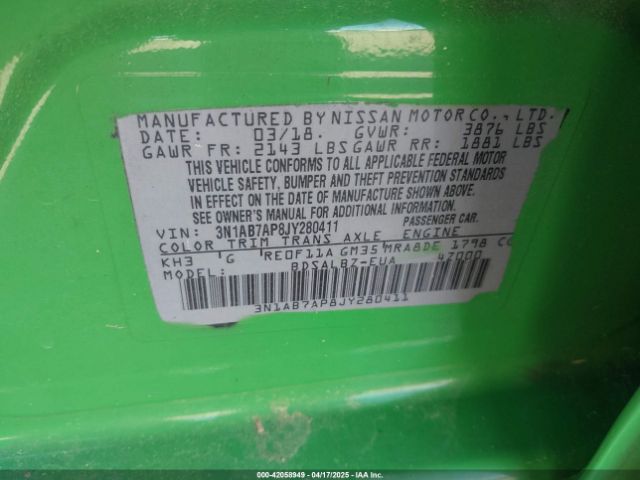 MANUFACTURED BY NISSAN MOTOR CO., LTD.
DATE: 03/18. GVWR: 3876 LBS
GAWR FR: 2143 LBS GAWR RR: 1881 LBS
THIS VEHICLE CONFORMS TO ALL APPLICABLE FEDERAL MOTOR
VEHICLE SAFETY, BUMPER AND THEFT PREVENTION STANDARDS
IN EFFECT ON THE DATE OF MANUFACTURE SHOWN ABOVE.
SEE OWNER'S MANUAL FOR ADDITIONAL INFORMATION.
VIN: 3N1AB7AP8JY280411 PASSENGER CAR.
COLOR TRIM TRANS AXLE ENGINE
KH3 G RE0F11A GM35 MRA8DE 1798 CC
MODEL: BDSALBZ-EUA 47000
3N1AB7AP8JY280411
000-42058949 04/17/2025 - IAA Inc.